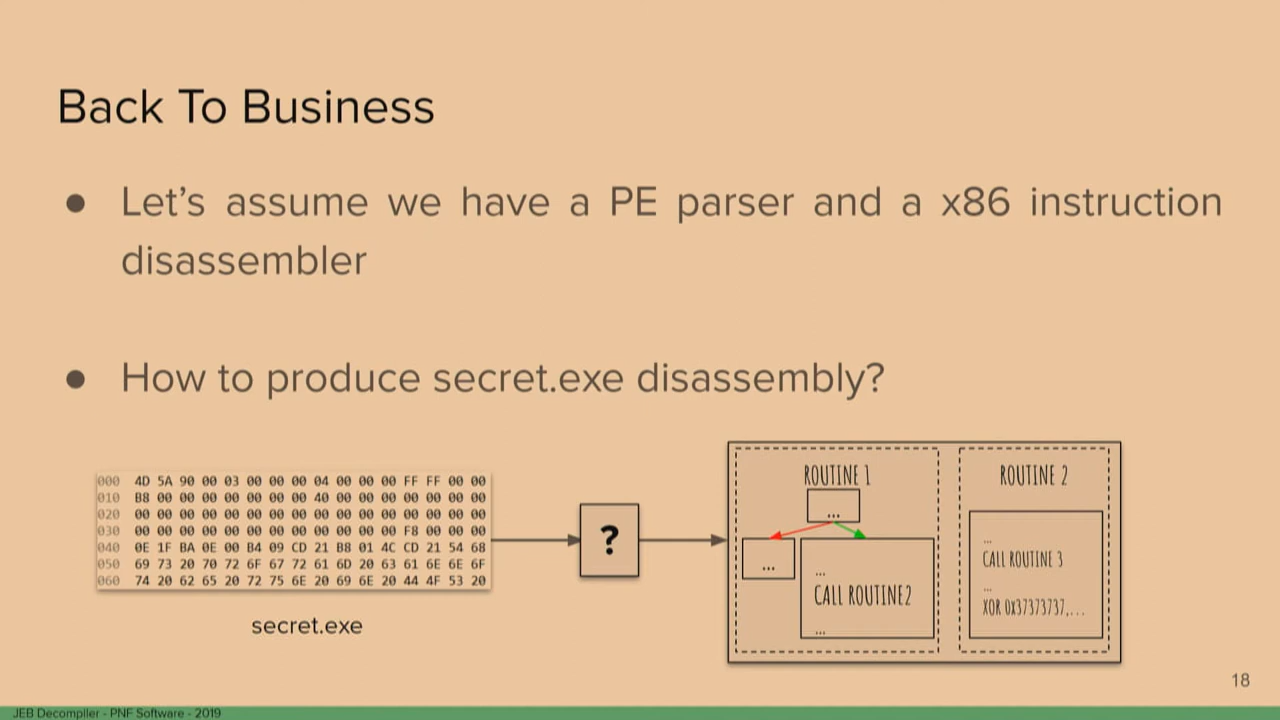 Back To Business
● Let's assume we have a PE parser and a x86 instruction
disassembler
● How to produce secret.exe disassembly?
000 4D 5A 90 00 03 00 00 00 04 00 00 00 FF FF 00 00
010 B8 00 00 00 00 00 00 00 40 00 00 00 00 00 00 00
020 00 00 00 00 00 00 00 00 00 00 00 00 00 00 00 00
030 00 00 00 00 00 00 00 00 00 00 00 00 F8 00 00 00
040 0E 1F BA 0E 00 B4 09 CD 21 B8 01 4C CD 21 54 68
050 69 73 20 70 72 6F 67 72 61 6D 20 63 61 6E 6E 6F
060 74 20 62 65 20 72 75 6E 20 69 6E 20 44 4F 53 20
secret.exe
?
ROUTINE 1
...
...
...
CALL ROUTINE2
...
ROUTINE 2
...
CALL ROUTINE 3
...
XOR 0x37373737,...
18
JEB Decompiler - PNF Software - 2019